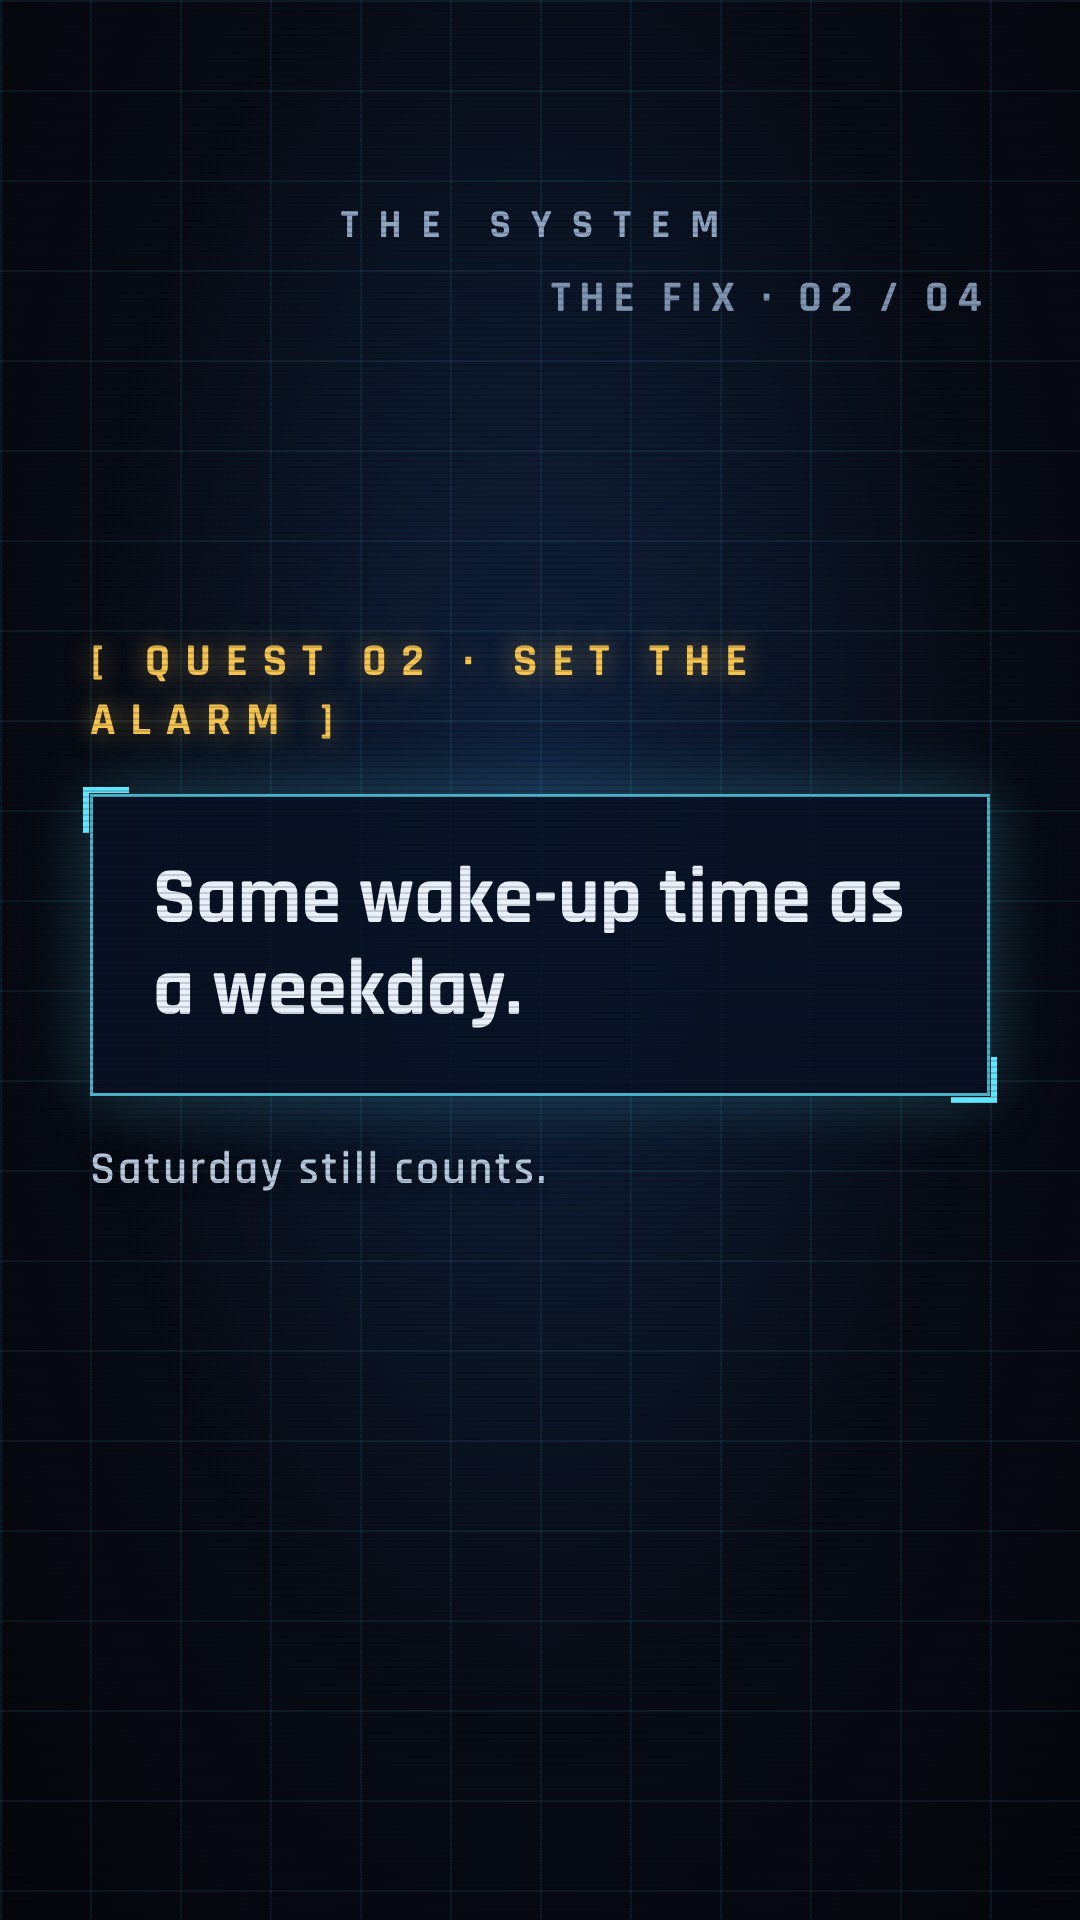 THE SYSTEM
THE FIX · 02 / 04
[ QUEST 02 · SET THE
ALARM ]
Same wake-up time as
a weekday.
Saturday still counts.